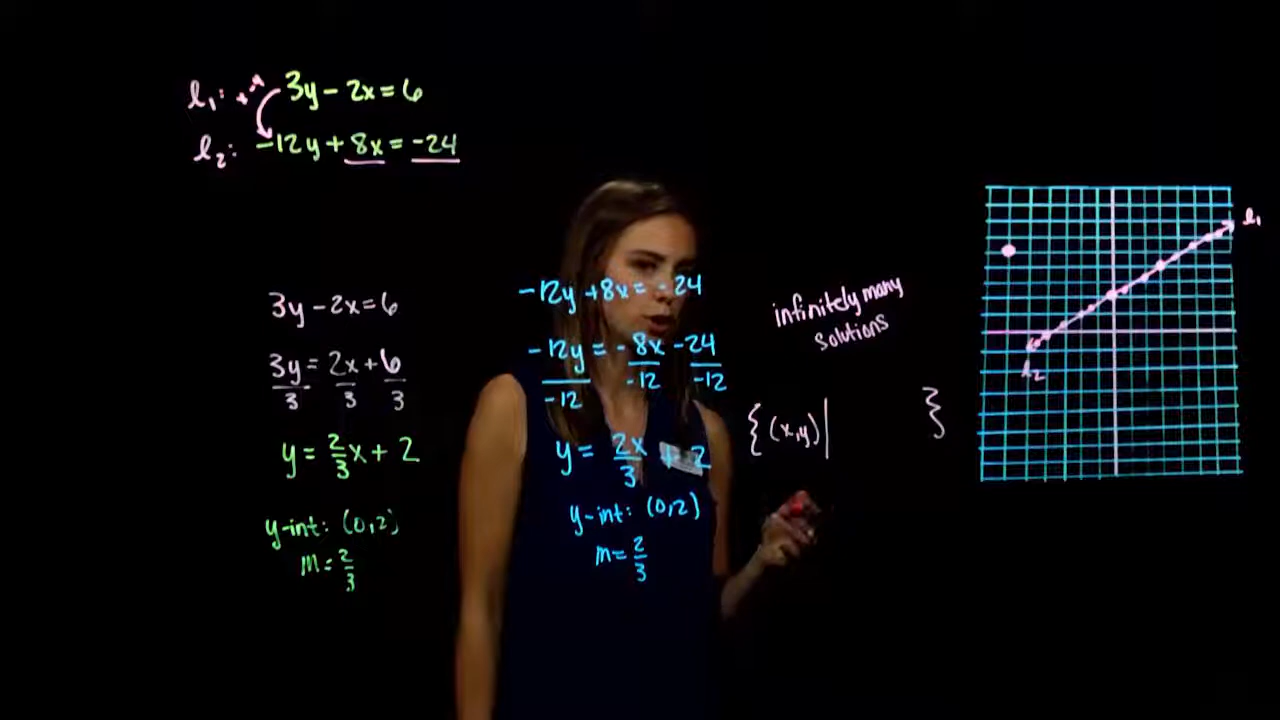 l₁: 3y - 2x = 6
l₂: -12y + 8x = -24
3y - 2x = 6
3y/3 = 2x/3 + 6/3
y = 2/3 x + 2
y-int: (0,2)
m = 2/3
-12y + 8x = -24
-12y/-12 = -8x/-12 -24/-12
y = 2x/3 + 2
y-int: (0,2)
m = 2/3
infinitely many
solutions
{(x,y)| }
l₁
l₂